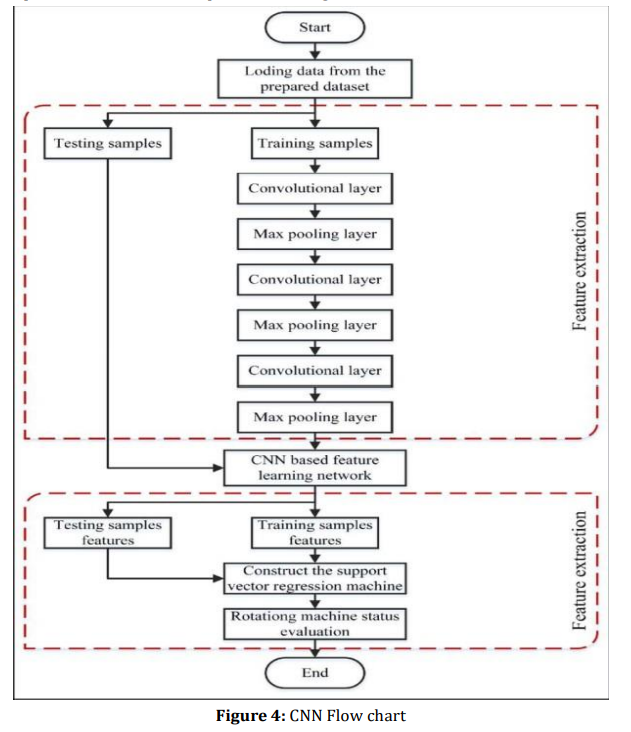 Start
Loding data from the
prepared dataset
Testing samples
Training samples
Convolutional layer
Max pooling layer
Convolutional layer
Max pooling layer
Convolutional layer
Max pooling layer
Feature extraction
CNN based feature
learning network
Testing samples
features
Training samples
features
Construct the support
vector regression machine
Rotationg machine status
evaluation
Feature extraction
End
Figure 4: CNN Flow chart